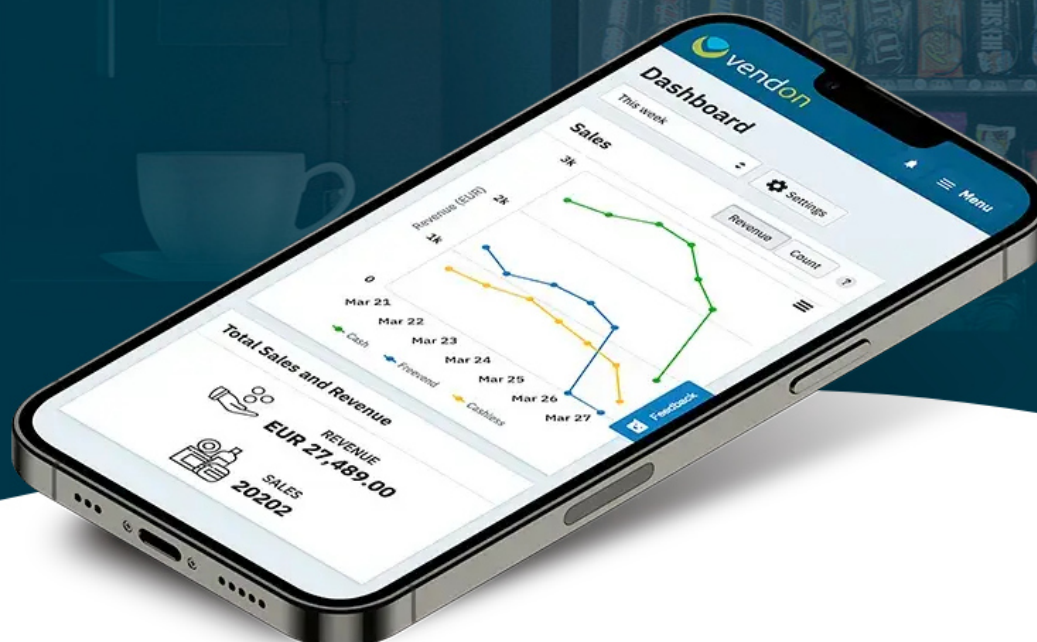 vendon
Menu
Dashboard
This week
Settings
Sales
Revenue
Count
?
3k
2k
1k
0
Revenue (EUR)
Mar 21
Mar 22
Mar 23
Mar 24
Mar 25
Mar 26
Mar 27
Cash
Freevend
Cashless
Feedback
Total Sales and Revenue
REVENUE
EUR 27,489.00
SALES
20202